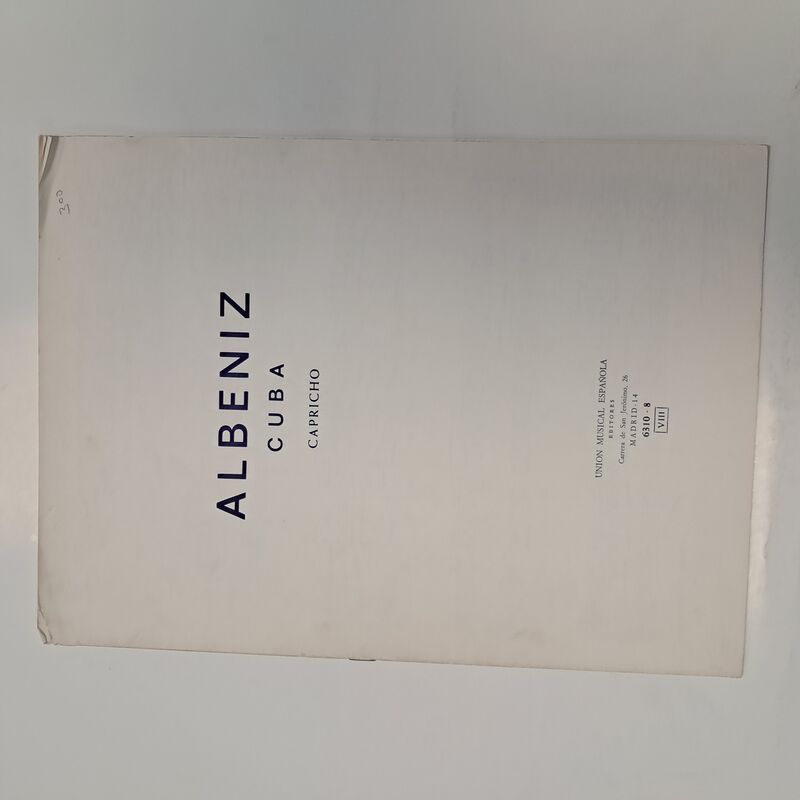 300
ALBENIZ
CUBA
CAPRICHO
UNION MUSICAL ESPAÑOLA
EDITORES
Carrera de San Jerónimo, 26
MADRID-14
6310 - 8
VIII